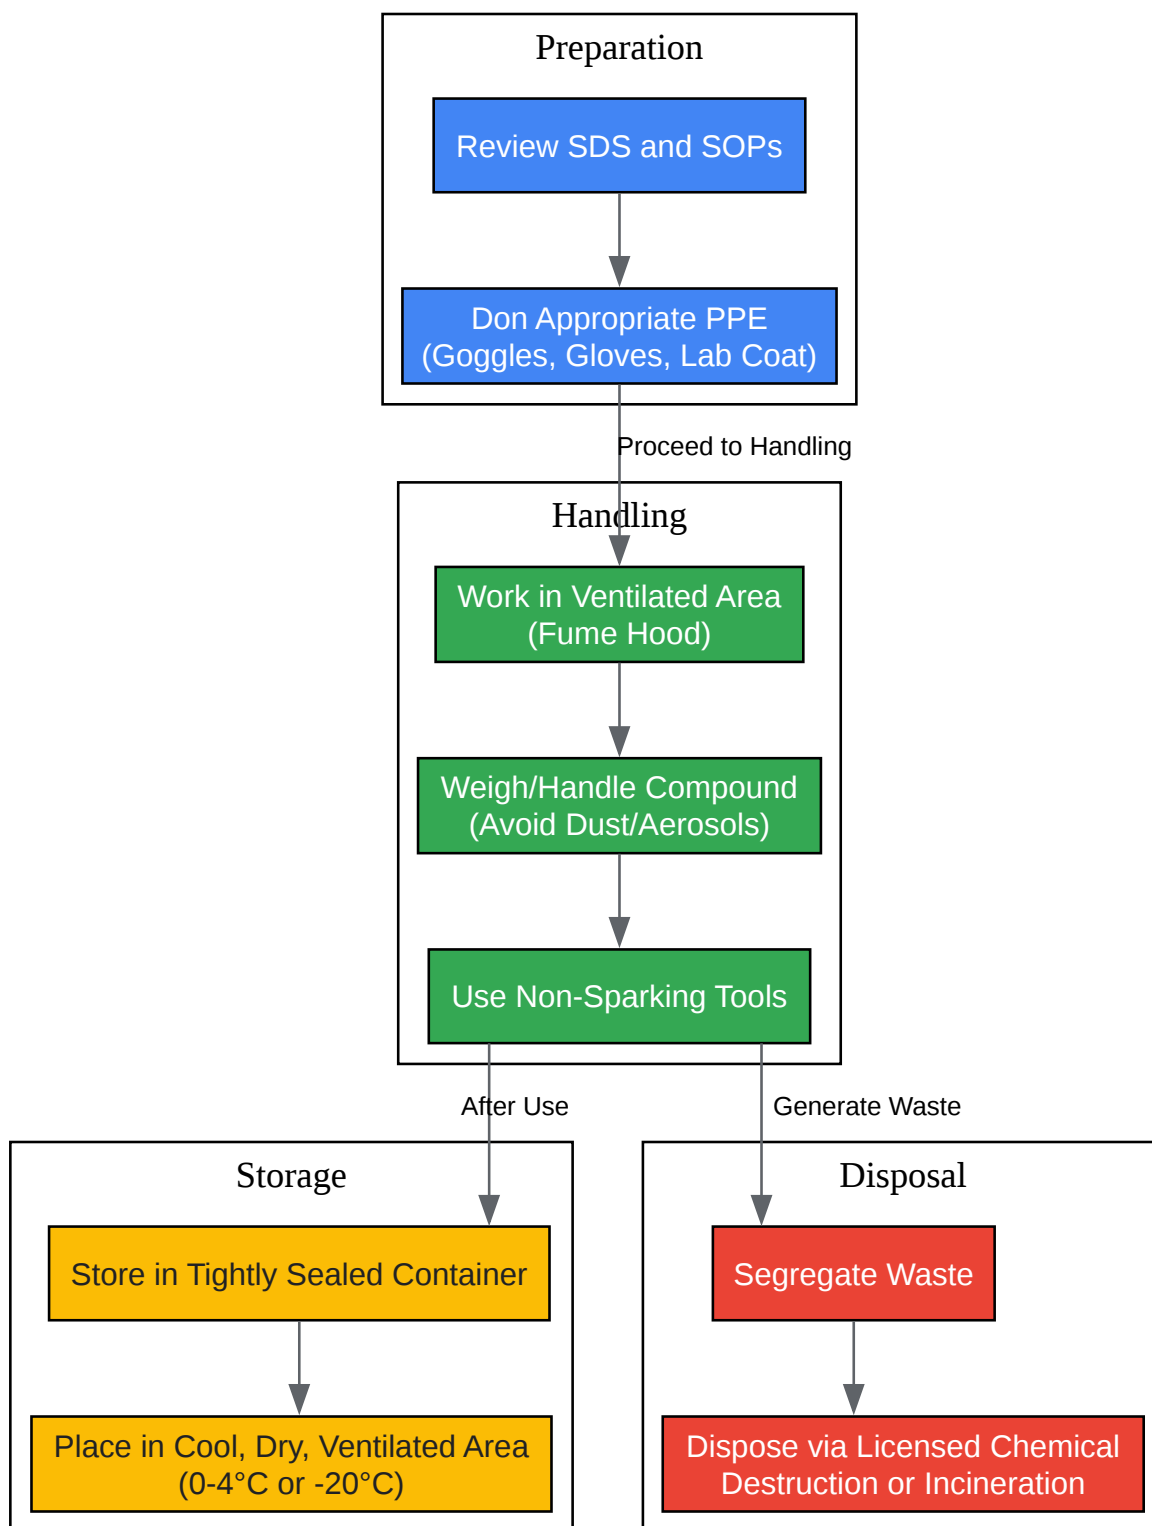 Preparation
Review SDS and SOPs
Don Appropriate PPE
(Goggles, Gloves, Lab Coat)
Proceed to Handling
Handling
Work in Ventilated Area
(Fume Hood)
Weigh/Handle Compound
(Avoid Dust/Aerosols)
Use Non-Sparking Tools
After Use
Generate Waste
Storage
Store in Tightly Sealed Container
Place in Cool, Dry, Ventilated Area
(0-4°C or -20°C)
Disposal
Segregate Waste
Dispose via Licensed Chemical
Destruction or Incineration